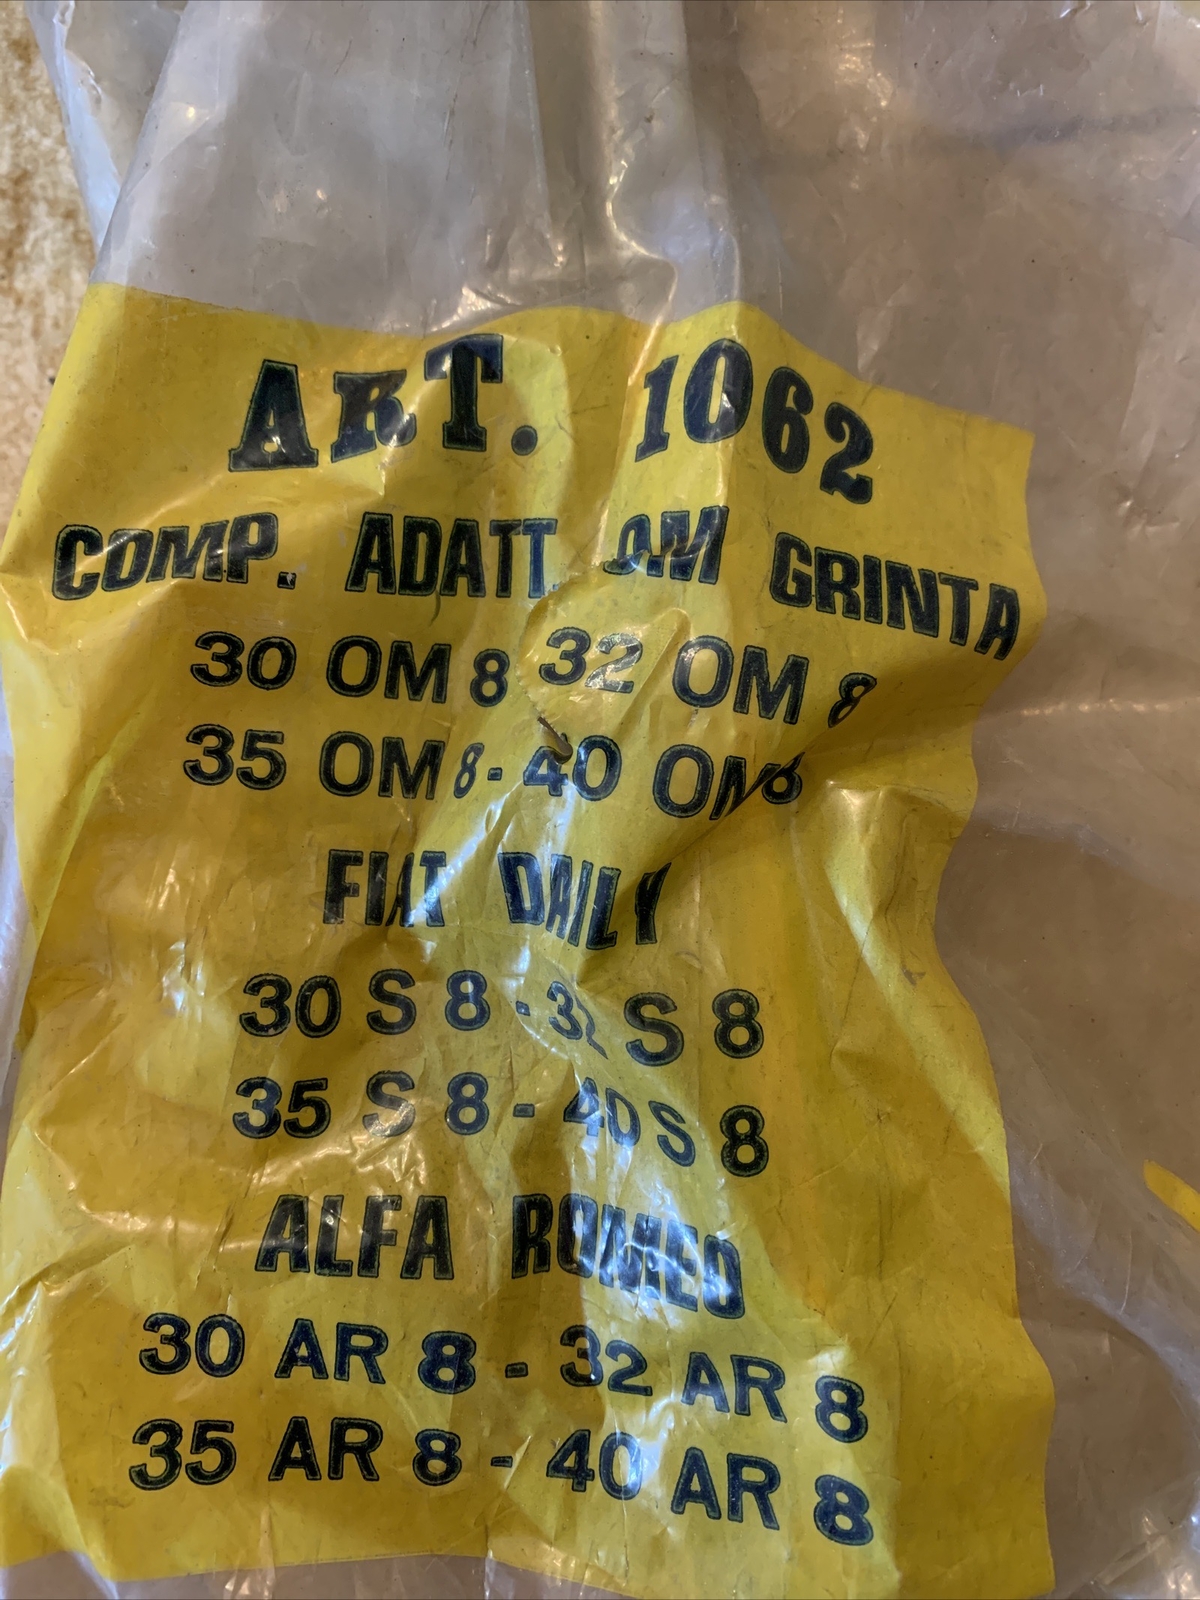 ART. 1062
COMP. ADATT. OM GRINTA
30 OM 8 32 OM 8
35 OM 8 - 40 OM 8
FIAT DAILY
30 S 8 - 32 S 8
35 S 8 - 40 S 8
ALFA ROMEO
30 AR 8 - 32 AR 8
35 AR 8 - 40 AR 8